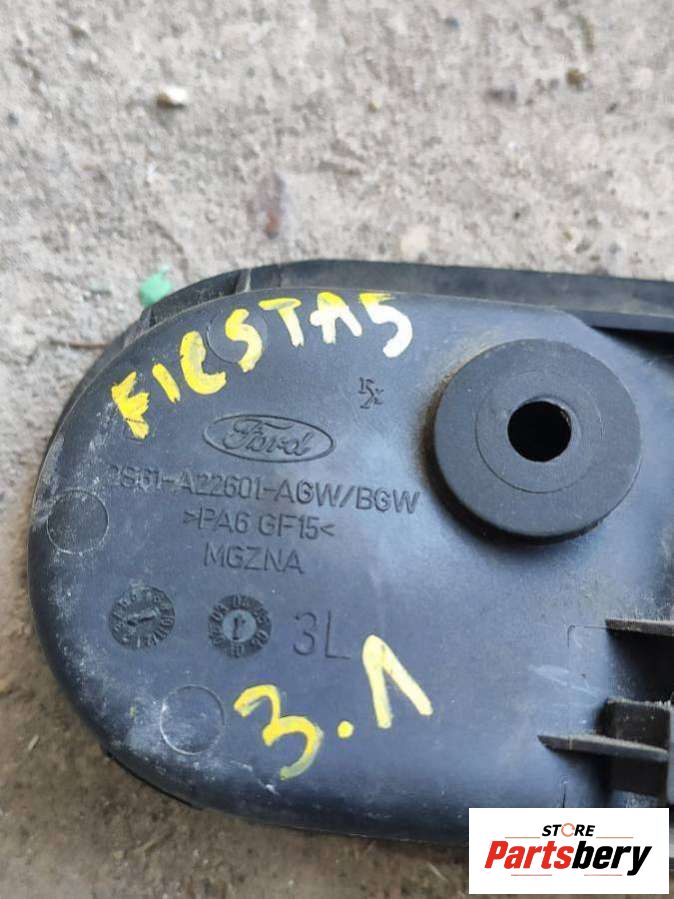 FIESTA5
Ford
2S61-A22601-AGW/BGW
>PA6 GF15<
MGZNA
3L
3.1
STORE
Partsbery